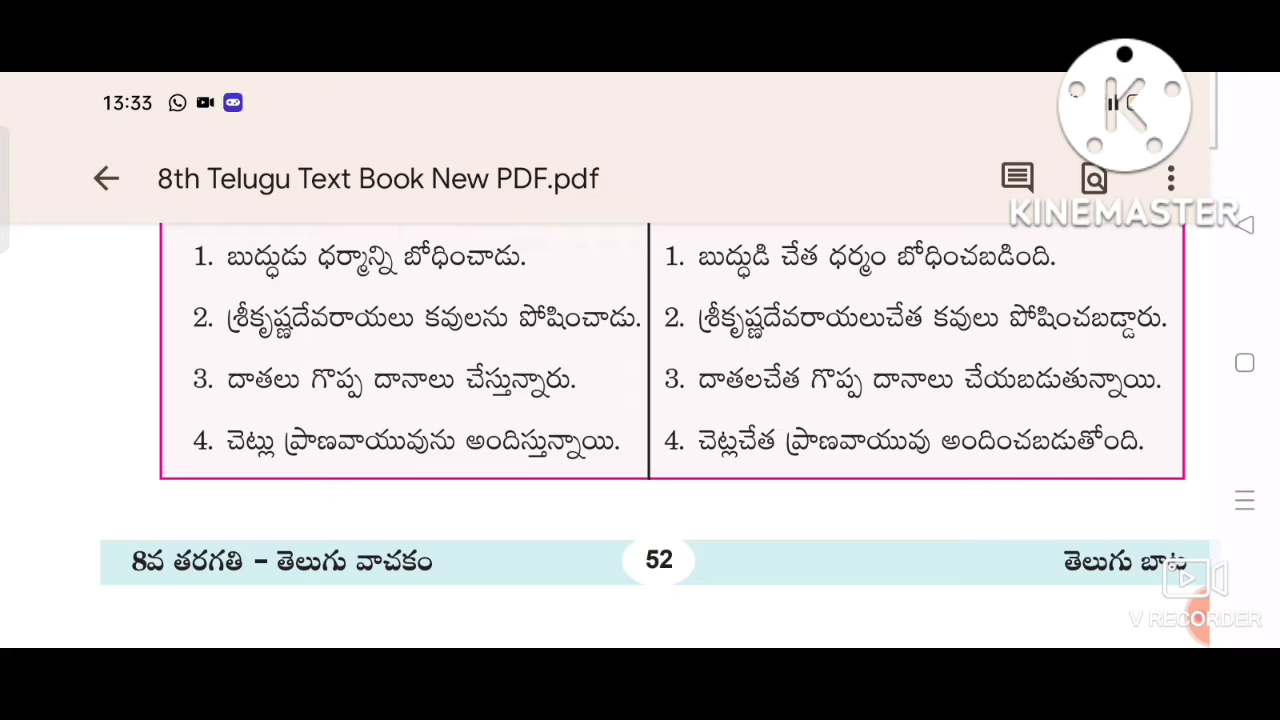 13:33
8th Telugu Text Book New PDF.pdf
KINEMASTER
1. బుద్ధుడు ధర్మాన్ని బోధించాడు.
1. బుద్ధుడి చేత ధర్మం బోధించబడింది.
2. శ్రీకృష్ణదేవరాయలు కవులను పోషించాడు.
2. శ్రీకృష్ణదేవరాయలుచేత కవులు పోషించబడ్డారు.
3. దాతలు గొప్ప దానాలు చేస్తున్నారు.
3. దాతలచేత గొప్ప దానాలు చేయబడుతున్నాయి.
4. చెట్లు ప్రాణవాయువును అందిస్తున్నాయి.
4. చెట్లచేత ప్రాణవాయువు అందించబడుతోంది.
8వ తరగతి - తెలుగు వాచకం
52
తెలుగు బాట
V RECORDER